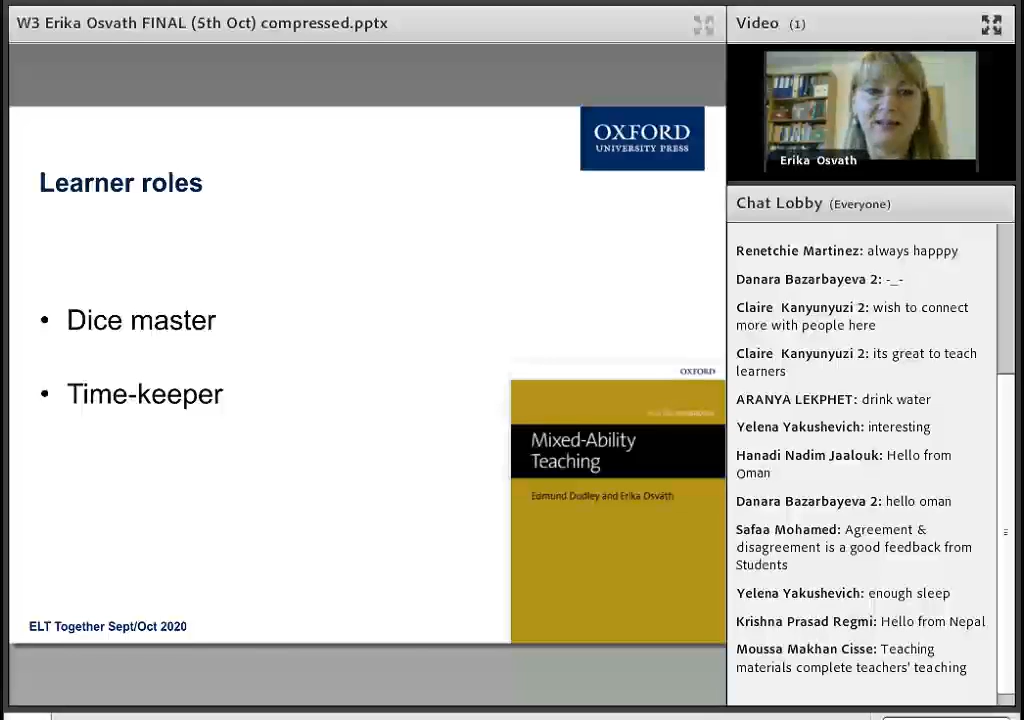 W3 Erika Osvath FINAL (5th Oct) compressed.pptx
OXFORD
UNIVERSITY PRESS
Learner roles
• Dice master
• Time-keeper
OXFORD
Mixed-Ability
Teaching
Edmund Dudley and Erika Osváth
ELT Together Sept/Oct 2020
Video (1)
Erika Osvath
Chat Lobby (Everyone)
Renetchie Martinez: always happpy
Danara Bazarbayeva 2: -_-
Claire Kanyunyuzi 2: wish to connect
more with people here
Claire Kanyunyuzi 2: its great to teach
learners
ARANYA LEKPHET: drink water
Yelena Yakushevich: interesting
Hanadi Nadim Jaalouk: Hello from
Oman
Danara Bazarbayeva 2: hello oman
Safaa Mohamed: Agreement &
disagreement is a good feedback from
Students
Yelena Yakushevich: enough sleep
Krishna Prasad Regmi: Hello from Nepal
Moussa Makhan Cisse: Teaching
materials complete teachers' teaching